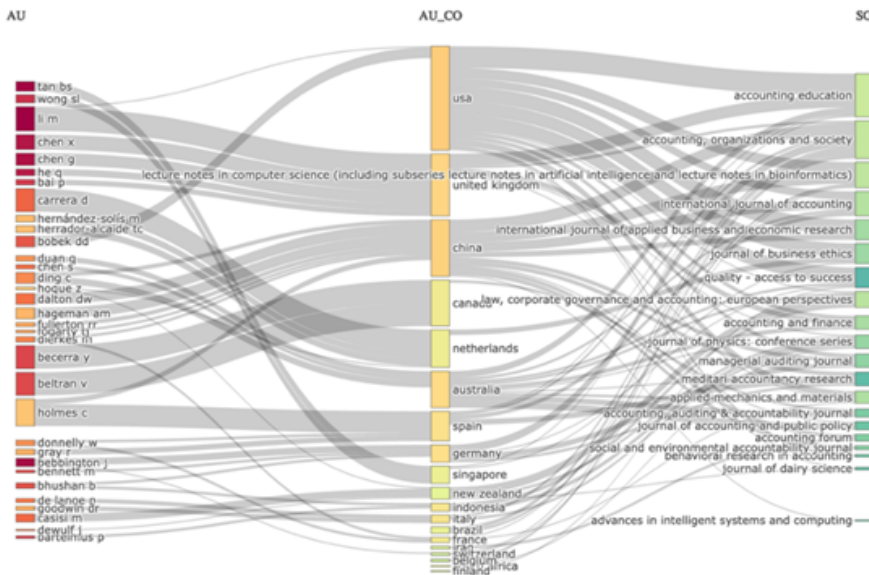 AU
AU_CO
SO
tan bs
wong sl
li m
chen x
chen g
he q
bai p
carrera d
hernández-solís m
herrador-alcaide tc
bobek dd
duan g
chen s
ding c
hoque z
dalton dw
hageman am
fullerton rr
fogarty tj
dierkes m
becerra y
beltran v
holmes c
donnelly w
gray r
bebbington j
bennett m
bhushan b
goodwin dr
casisi m
dewulf j
bartelmus p
usa
united kingdom
china
canada
netherlands
australia
spain
germany
singapore
new zealand
indonesia
italy
brazil
france
iran
switzerland
belgium
finland
accounting education
accounting, organizations and society
lecture notes in computer science (including subseries lecture notes in artificial intelligence and lecture notes in bioinformatics)
international journal of accounting
international journal of applied business and economic research
journal of business ethics
quality - access to success
law, corporate governance and accounting: european perspectives
accounting and finance
journal of physics: conference series
managerial auditing journal
meditari accountancy research
applied mechanics and materials
accounting, auditing & accountability journal
journal of accounting and public policy
accounting forum
social and environmental accountability journal
behavioral research in accounting
journal of dairy science
advances in intelligent systems and computing